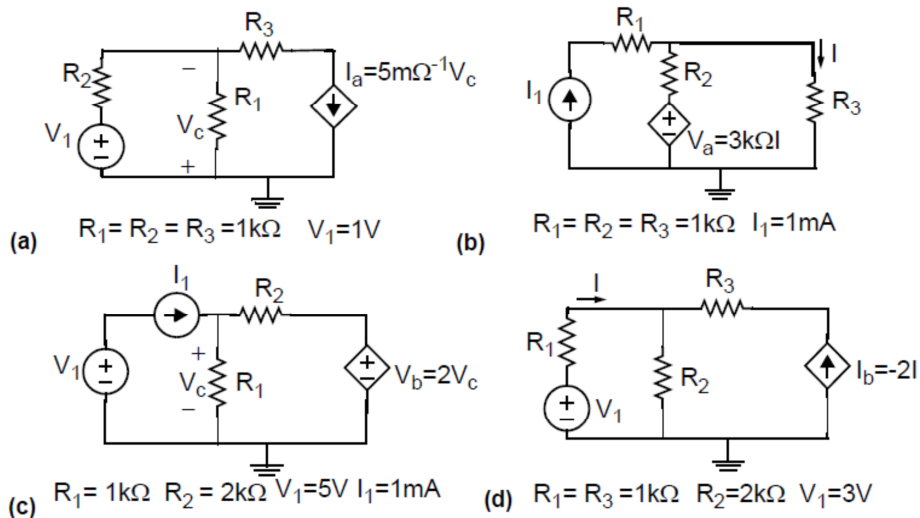 R3
R2
−
Ia=5mΩ-1Vc
R1
V1
+
−
Vc
+
(a)
R1= R2 = R3 =1kΩ V1=1V
R1
I
I1
R2
R3
+
−
Va=3kΩI
(b)
R1= R2 = R3 =1kΩ I1=1mA
I1
R2
+
V1
+
−
Vc
R1
+
−
Vb=2Vc
−
(c)
R1= 1kΩ R2 = 2kΩ V1=5V I1=1mA
I
R3
R1
R2
Ib=-2I
+
−
V1
(d)
R1= R3 =1kΩ R2=2kΩ V1=3V